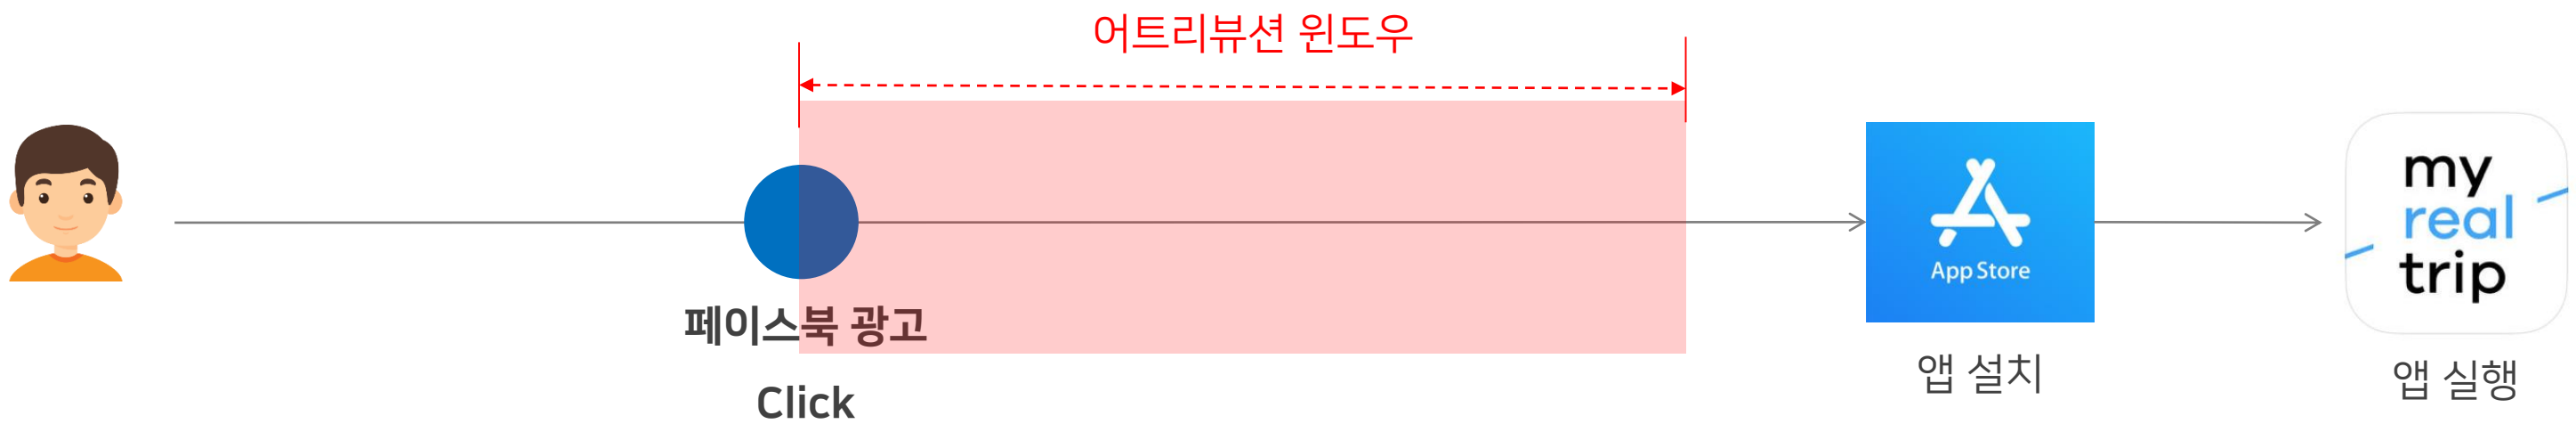 어트리뷰션 윈도우
페이스북 광고
Click
App Store
앱 설치
my
real
trip
앱 실행